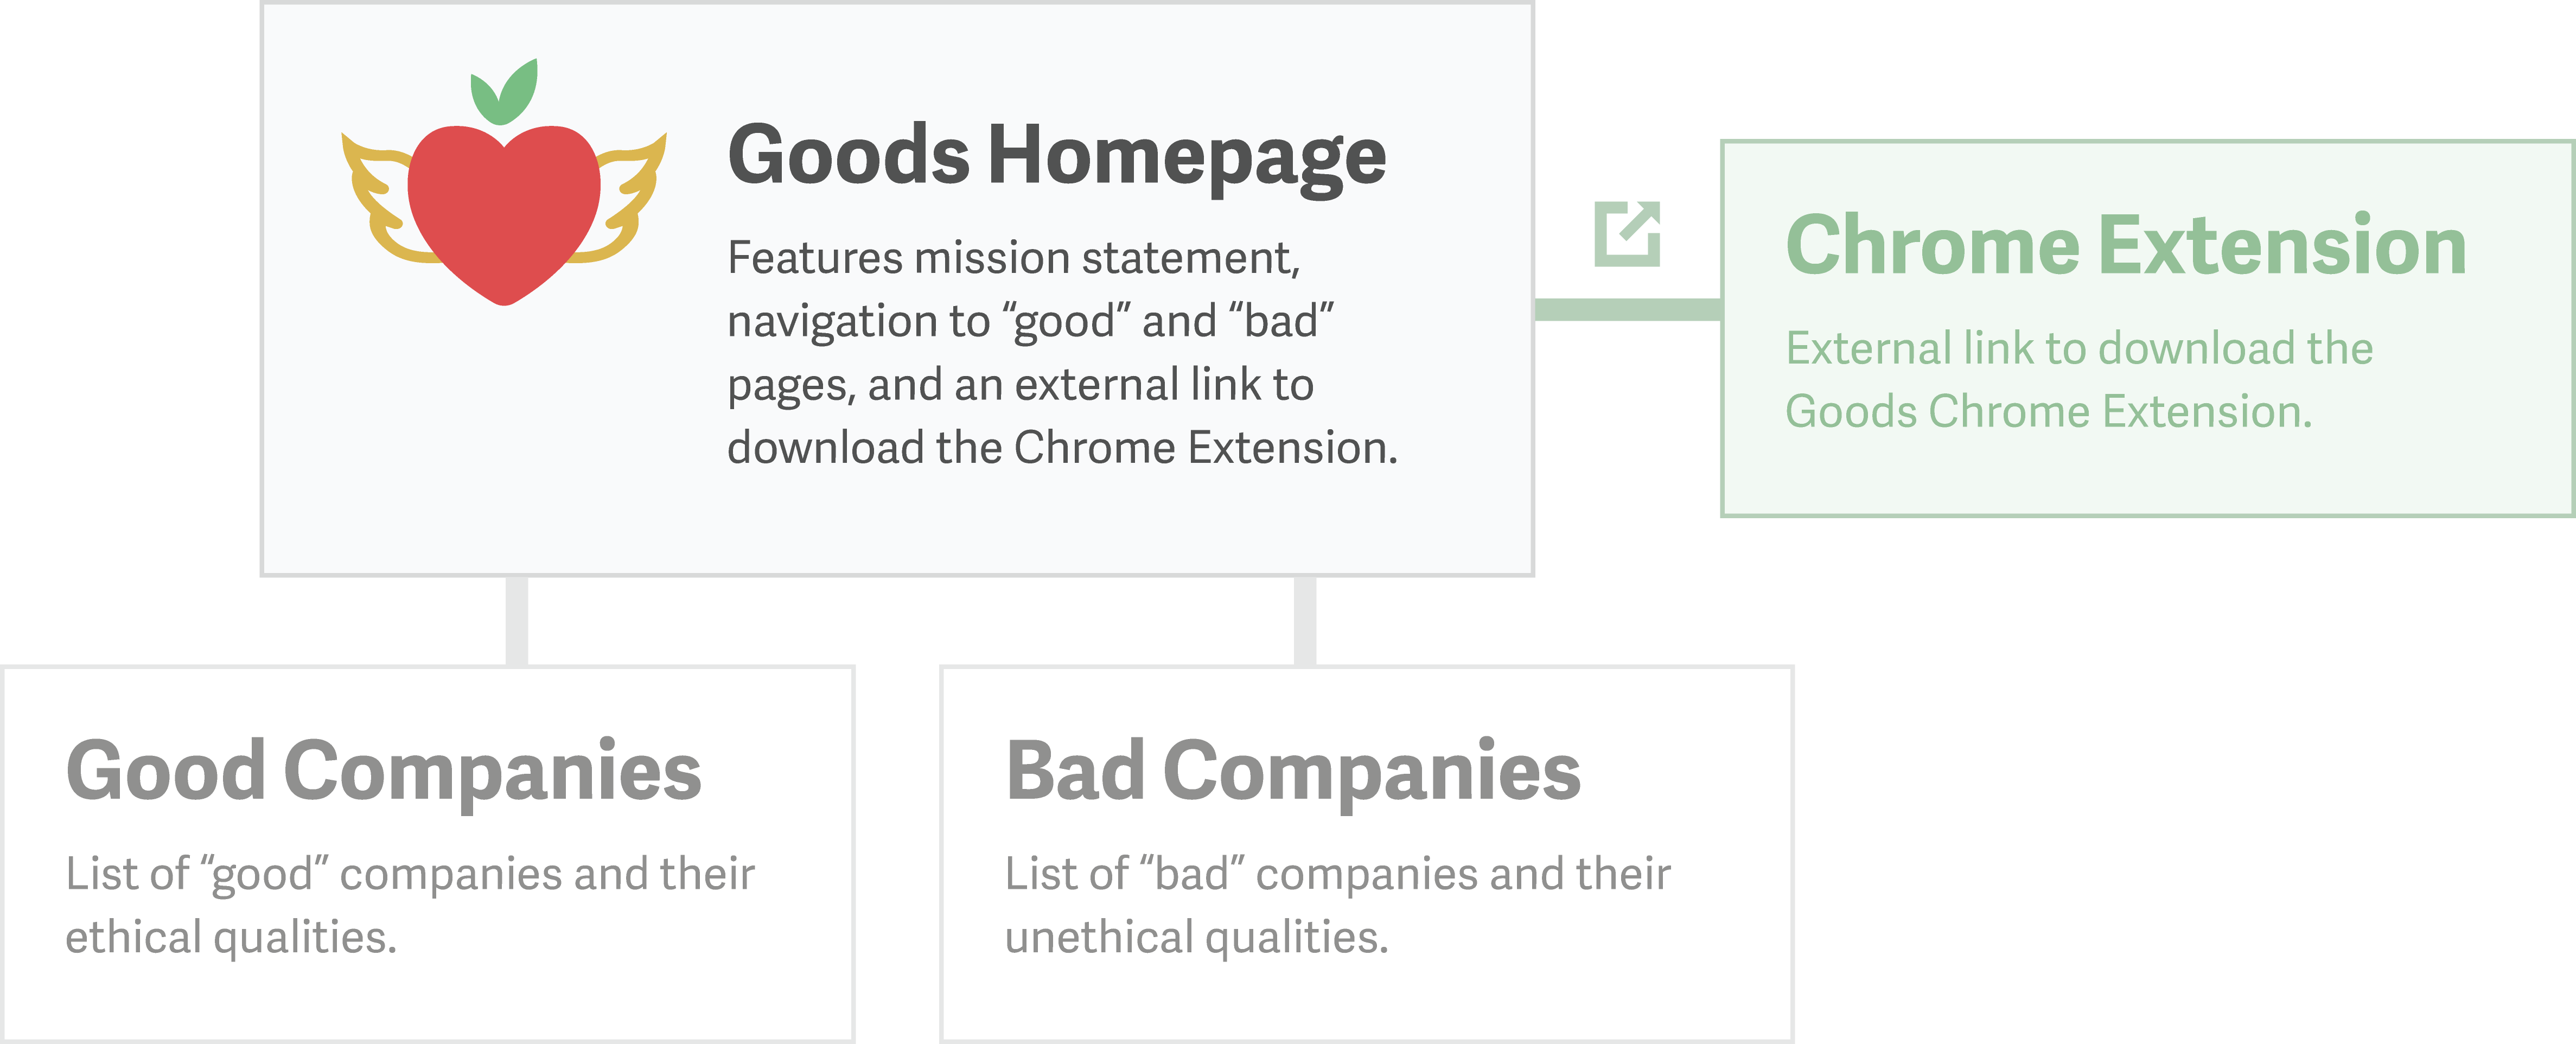 Goods Homepage
Features mission statement,
navigation to “good” and “bad”
pages, and an external link to
download the Chrome Extension.
Chrome Extension
External link to download the
Goods Chrome Extension.
Good Companies
List of “good” companies and their
ethical qualities.
Bad Companies
List of “bad” companies and their
unethical qualities.